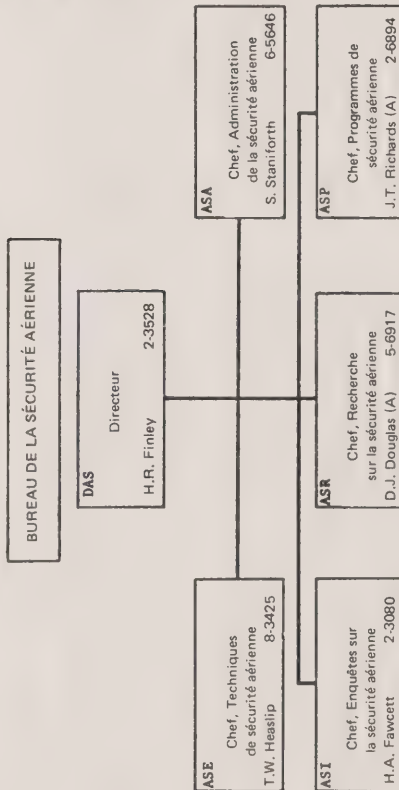 BUREAU DE LA SÉCURITÉ AÉRIENNE
DAS
Directeur
H.R. Finley 2-3528
ASE
Chef, Techniques
de sécurité aérienne
T.W. Heaslip 8-3425
ASA
Chef, Administration
de la sécurité aérienne
S. Staniforth 6-5646
ASI
Chef, Enquêtes sur
la sécurité aérienne
H.A. Fawcett 2-3080
ASR
Chef, Recherche
sur la sécurité aérienne
D.J. Douglas (A) 5-6917
ASP
Chef, Programmes de
sécurité aérienne
J.T. Richards (A) 2-6894